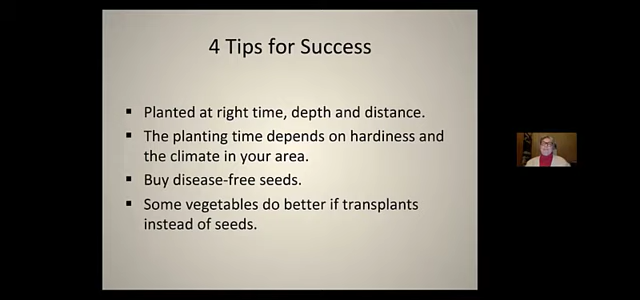 4 Tips for Success
▪ Planted at right time, depth and distance.
▪ The planting time depends on hardiness and
the climate in your area.
▪ Buy disease-free seeds.
▪ Some vegetables do better if transplants
instead of seeds.